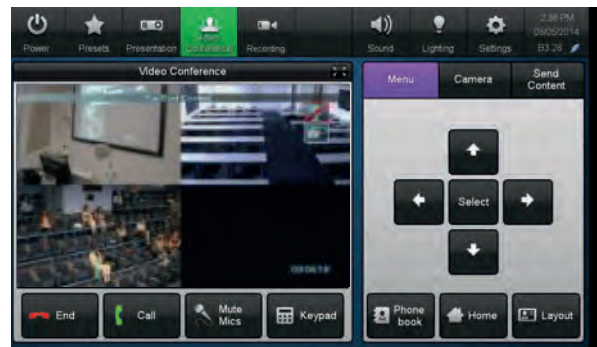 2:36 PM
09/05/2014
Power
Presets
Presentation
Video
Conference
Recording
Sound
Lighting
Settings
B3 28
Video Conference
Menu
Camera
Send
Content
Select
End
Call
Mute
Mics
Keypad
Phone
book
Home
Layout